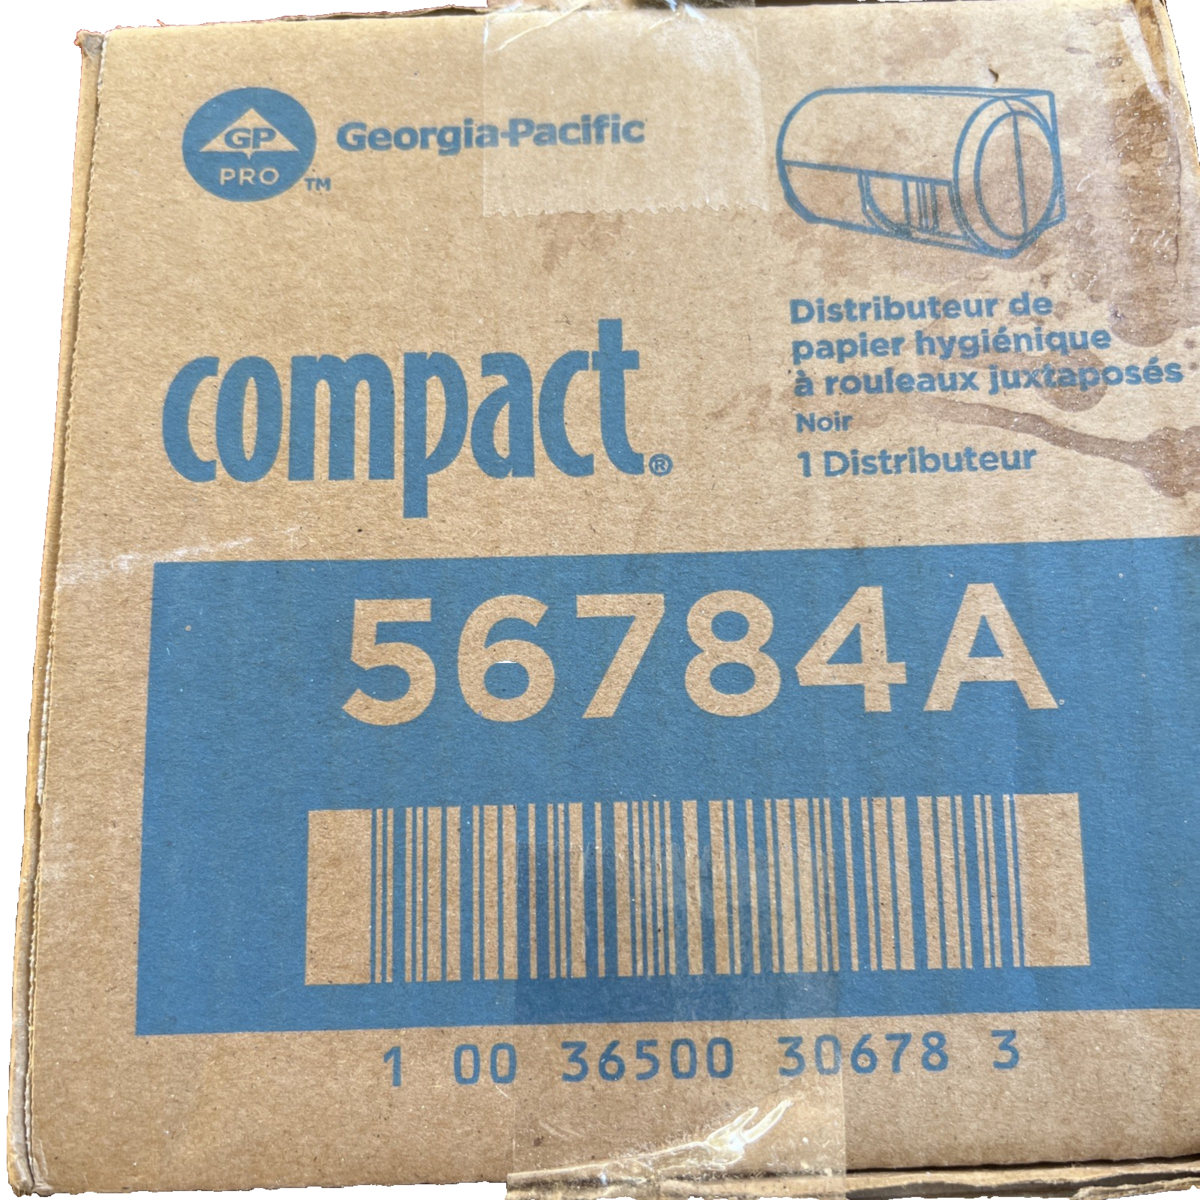 GP
PRO
TM
Georgia-Pacific
compact®
Distributeur de
papier hygiénique
à rouleaux juxtaposés
Noir
1 Distributeur
56784A
1 00 36500 30678 3